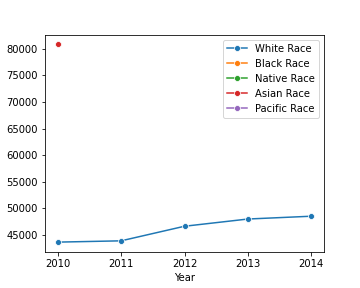 80000
75000
70000
65000
60000
55000
50000
45000
White Race
Black Race
Native Race
Asian Race
Pacific Race
2010 2011 2012 2013 2014
Year